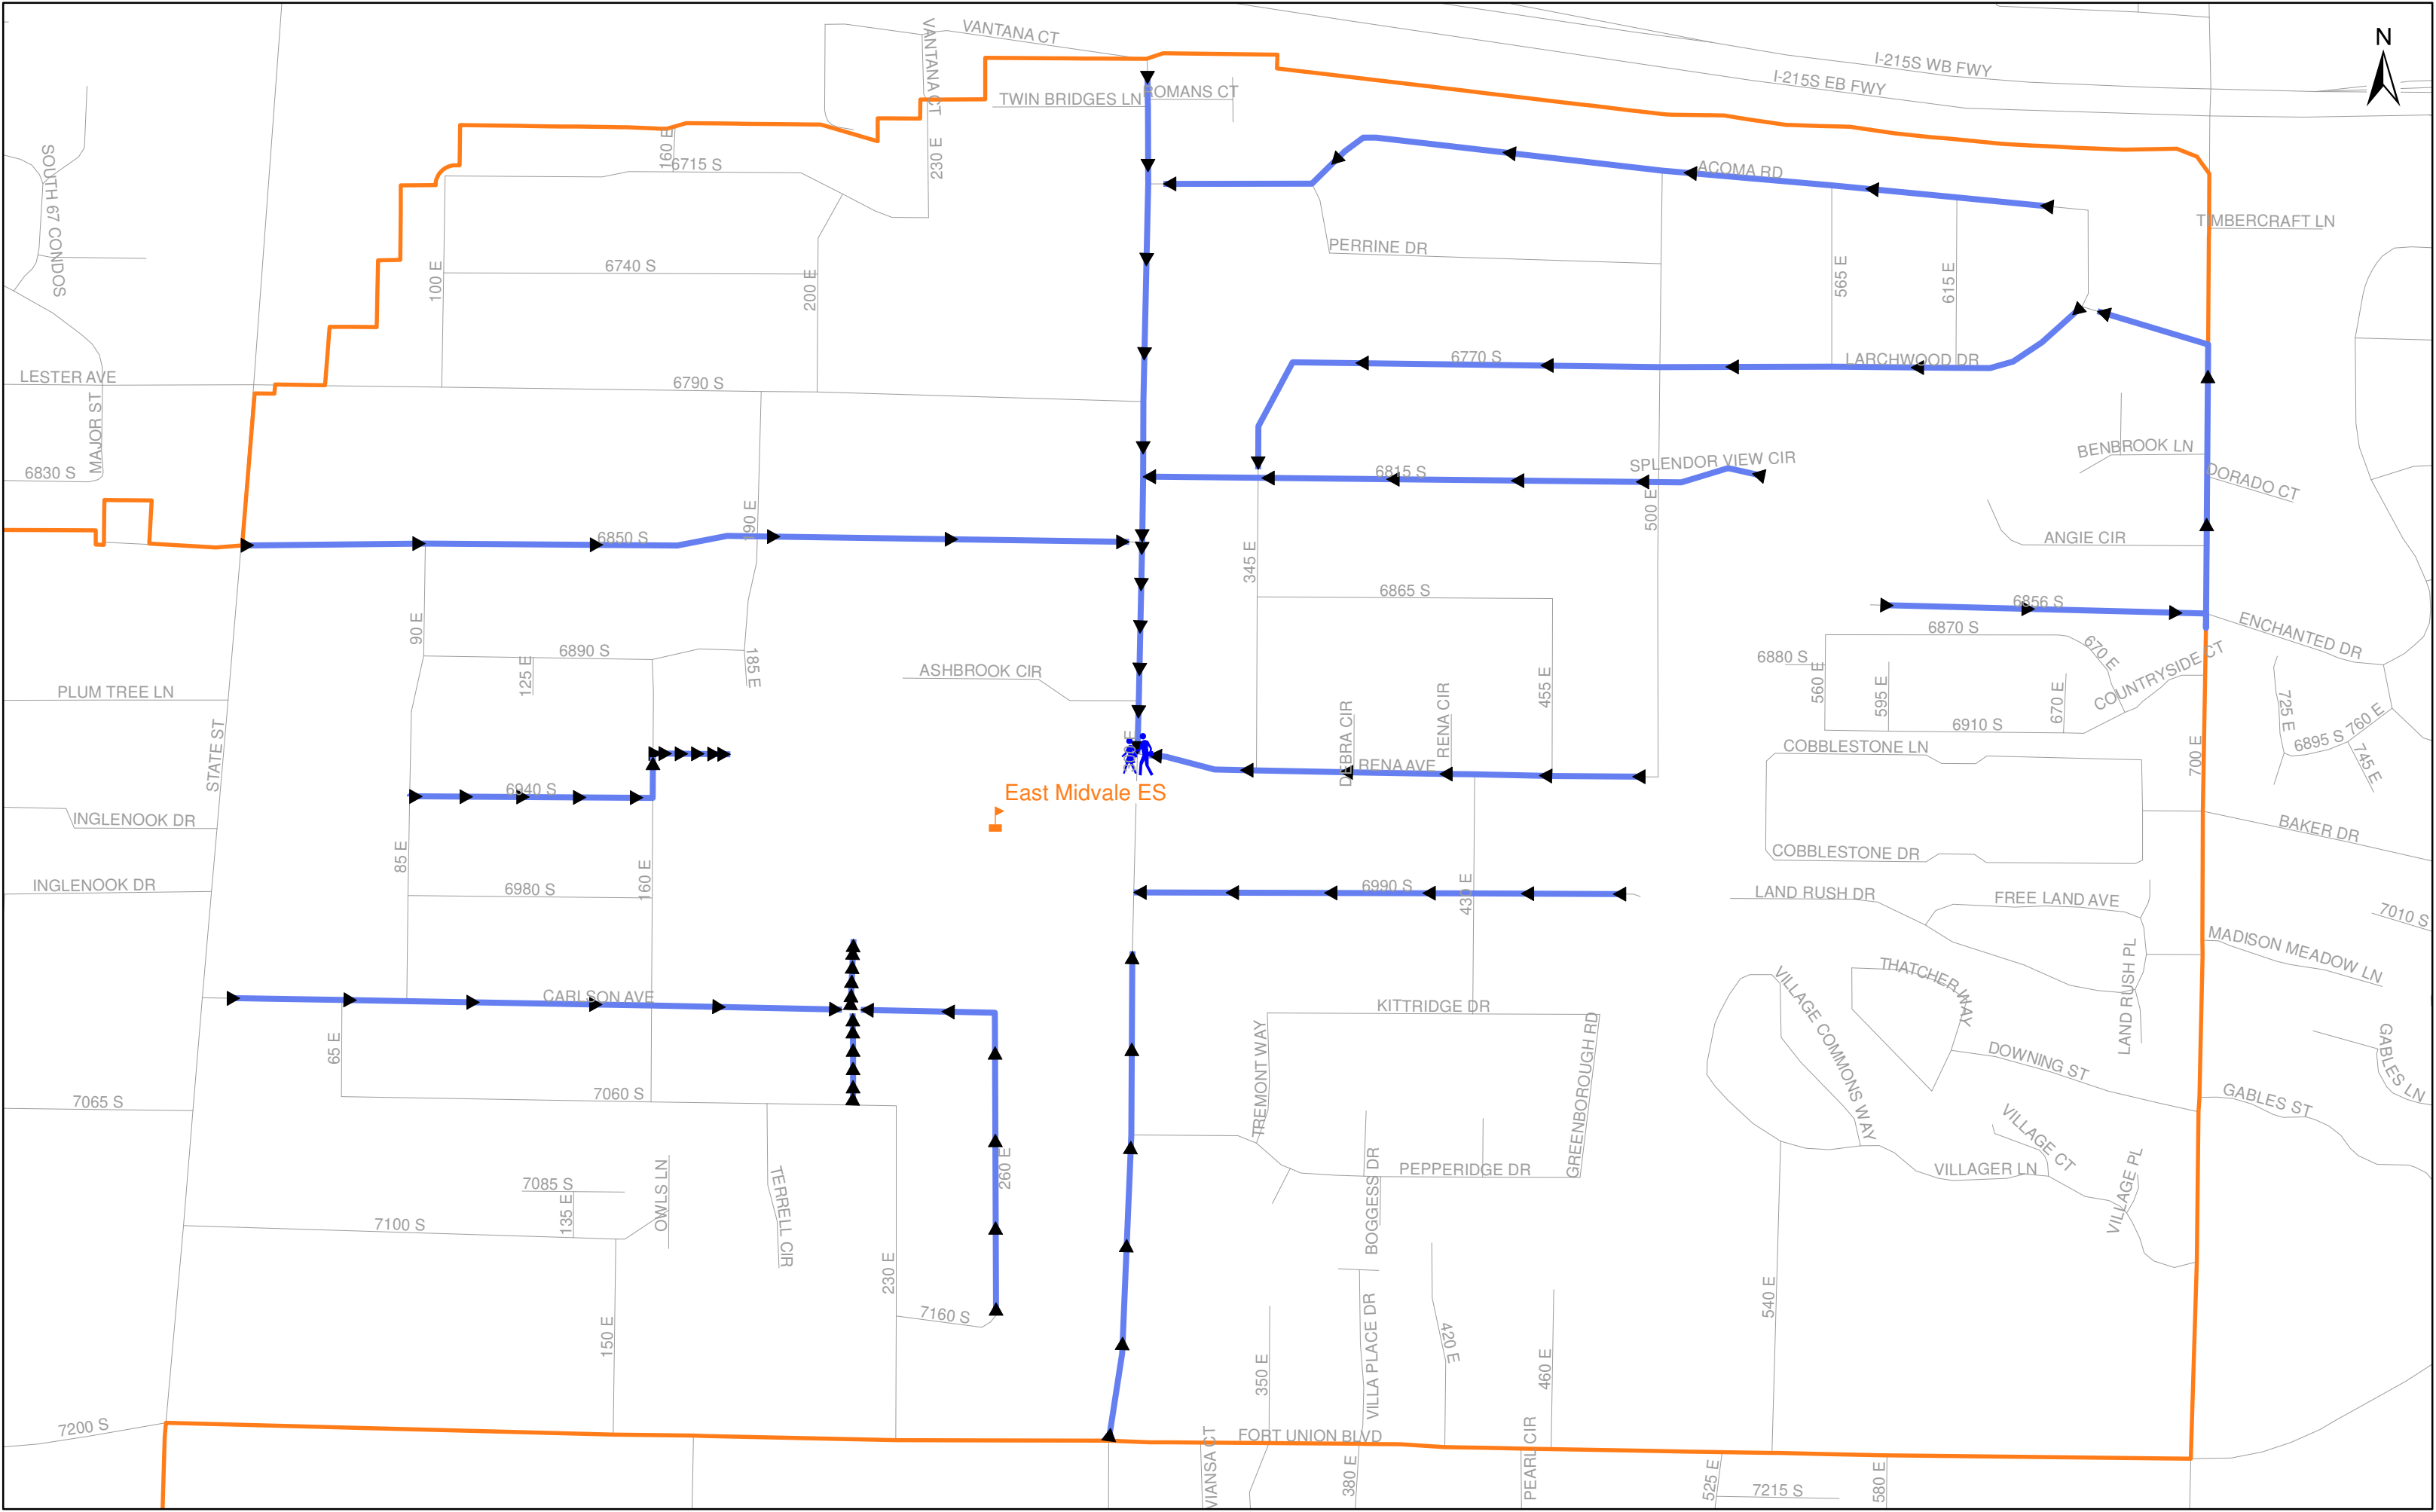 VANTANA CT
VANTANA CT
N
I-215S WB FWY
I-215S EB FWY
TWIN BRIDGES LN
ROMANS CT
160 E
6715 S
230 E
ACOMA RD
SOUTH 67 CONDOS
TIMBERCRAFT LN
PERRINE DR
6740 S
100 E
200 E
565 E
615 E
6770 S
LARCHWOOD DR
LESTER AVE
6790 S
MAJOR ST
6830 S
BENBROOK LN
SPLENDOR VIEW CIR
6815 S
DORADO CT
500 E
190 E
6850 S
ANGIE CIR
345 E
6865 S
6856 S
90 E
6870 S
ENCHANTED DR
6890 S
125 E
185 E
ASHBROOK CIR
6880 S
670 E
COUNTRYSIDE CT
560 E
595 E
670 E
455 E
PLUM TREE LN
725 E
760 E
6895 S
745 E
6910 S
DEBRA CIR
RENA CIR
STATE ST
COBBLESTONE LN
700 E
RENA AVE
6940 S
East Midvale ES
INGLENOOK DR
BAKER DR
COBBLESTONE DR
85 E
160 E
INGLENOOK DR
6980 S
6990 S
430 E
LAND RUSH DR
FREE LAND AVE
7010 S
MADISON MEADOW LN
LAND RUSH PL
THATCHER WAY
VILLAGE COMMONS WAY
CARLSON AVE
KITTRIDGE DR
65 E
TREMONT WAY
GREENBOROUGH RD
DOWNING ST
GABLES LN
GABLES ST
7065 S
7060 S
VILLAGE CT
260 E
PEPPERIDGE DR
VILLAGER LN
7085 S
135 E
OWLS LN
TERRELL CIR
BOGGESS DR
VILLAGE PL
7100 S
230 E
540 E
7160 S
150 E
350 E
VILLA PLACE DR
420 E
460 E
7200 S
FORT UNION BLVD
VIANSA CT
380 E
PEARL CIR
525 E
7215 S
580 E